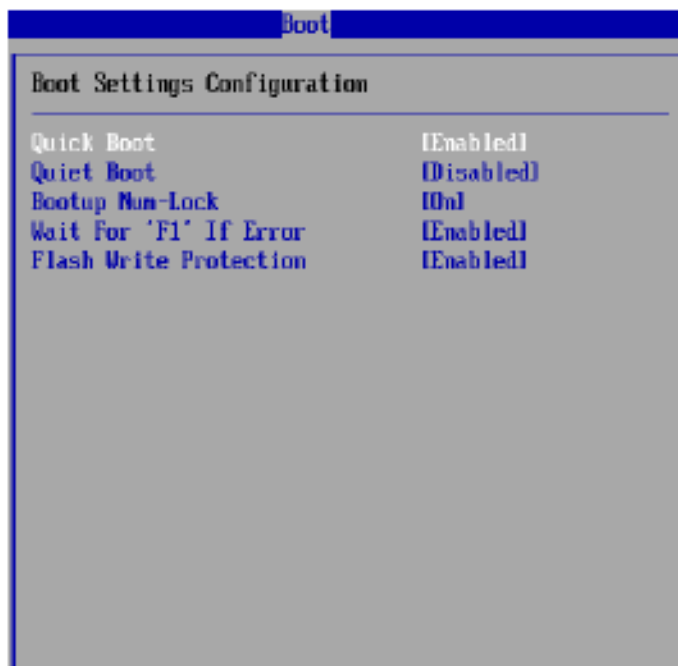 Boot
Boot Settings Configuration
Quick Boot [Enabled]
Quiet Boot [Disabled]
Bootup Num-Lock [On]
Wait For 'F1' If Error [Enabled]
Flash Write Protection [Enabled]